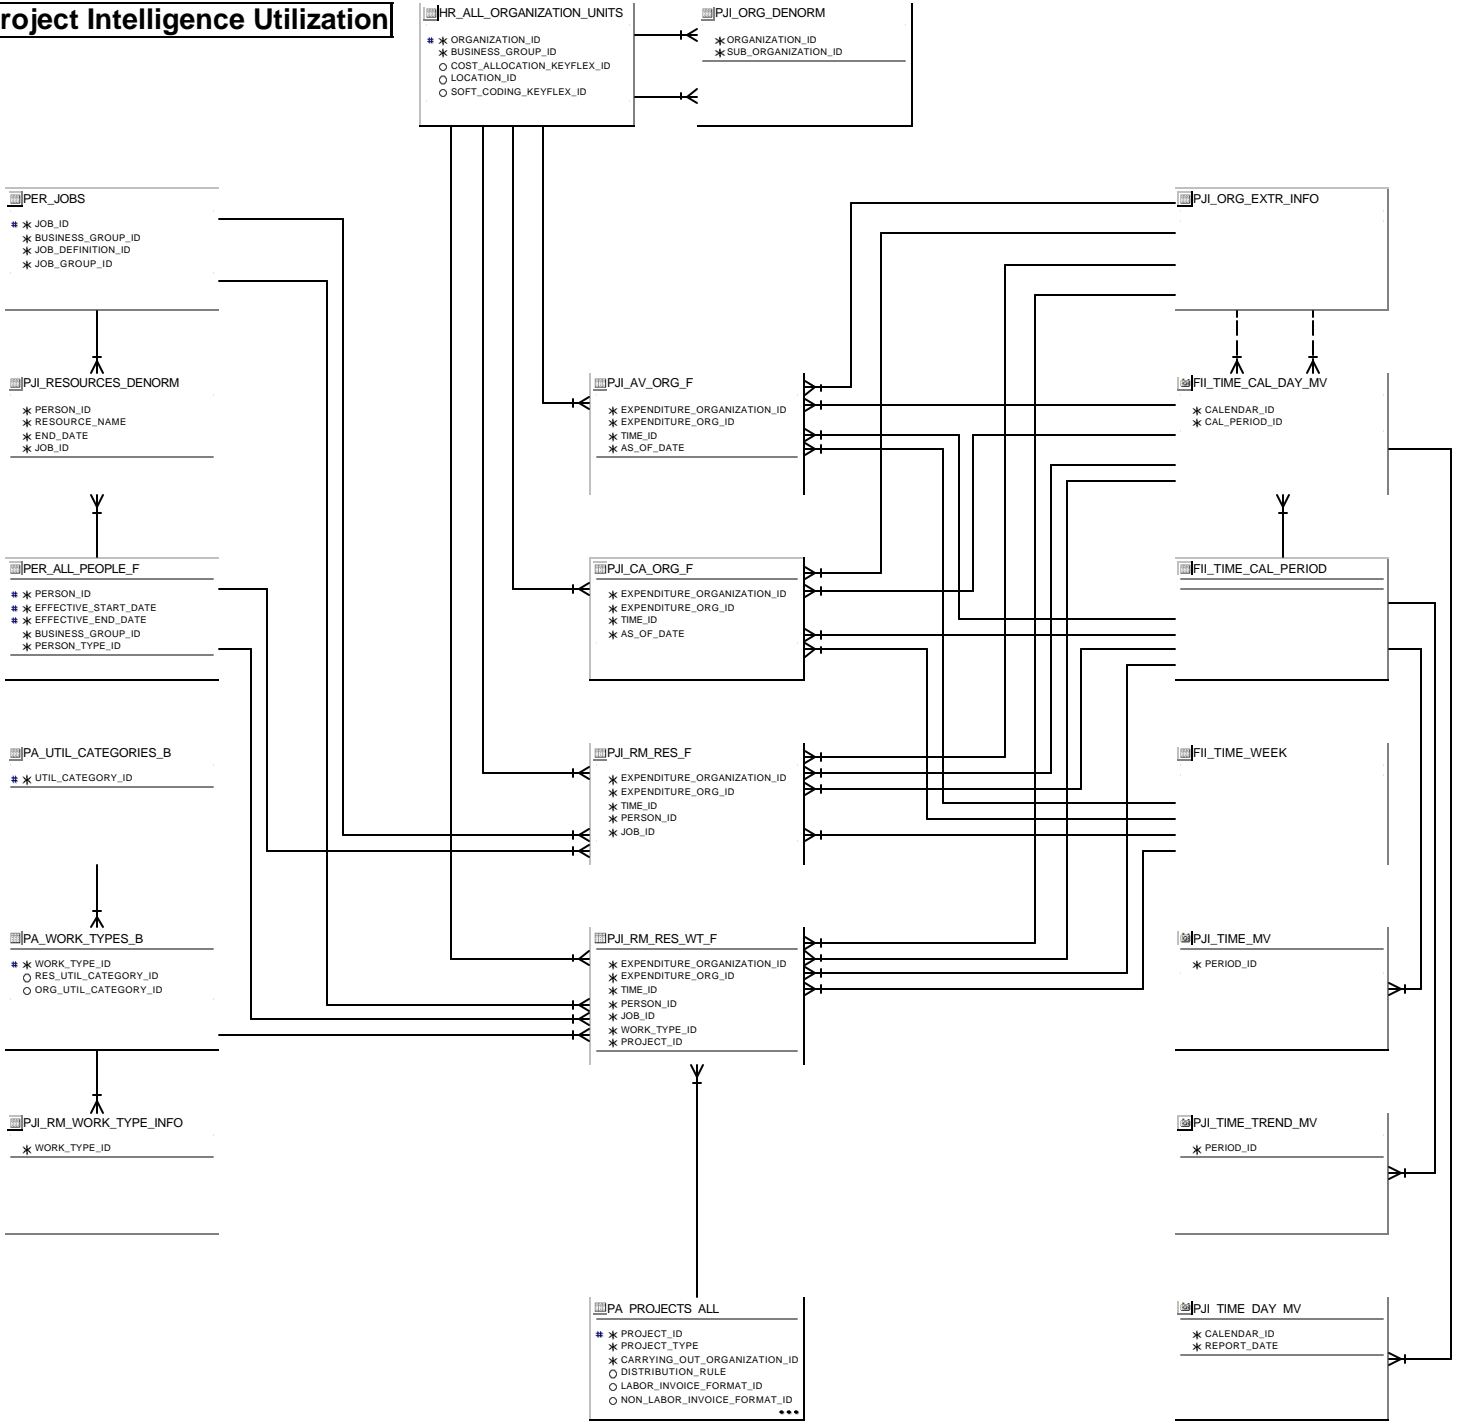 roject Intelligence Utilization
HR_ALL_ORGANIZATION_UNITS
# * ORGANIZATION_ID
* BUSINESS_GROUP_ID
o COST_ALLOCATION_KEYFLEX_ID
o LOCATION_ID
o SOFT_CODING_KEYFLEX_ID
PJI_ORG_DENORM
* ORGANIZATION_ID
* SUB_ORGANIZATION_ID
PER_JOBS
# * JOB_ID
* BUSINESS_GROUP_ID
* JOB_DEFINITION_ID
* JOB_GROUP_ID
PJI_ORG_EXTR_INFO
PJI_RESOURCES_DENORM
* PERSON_ID
* RESOURCE_NAME
* END_DATE
* JOB_ID
PJI_AV_ORG_F
* EXPENDITURE_ORGANIZATION_ID
* EXPENDITURE_ORG_ID
* TIME_ID
* AS_OF_DATE
FII_TIME_CAL_DAY_MV
* CALENDAR_ID
* CAL_PERIOD_ID
PER_ALL_PEOPLE_F
# * PERSON_ID
# * EFFECTIVE_START_DATE
# * EFFECTIVE_END_DATE
* BUSINESS_GROUP_ID
* PERSON_TYPE_ID
PJI_CA_ORG_F
* EXPENDITURE_ORGANIZATION_ID
* EXPENDITURE_ORG_ID
* TIME_ID
* AS_OF_DATE
FII_TIME_CAL_PERIOD
PA_UTIL_CATEGORIES_B
# * UTIL_CATEGORY_ID
PJI_RM_RES_F
* EXPENDITURE_ORGANIZATION_ID
* EXPENDITURE_ORG_ID
* TIME_ID
* PERSON_ID
* JOB_ID
FII_TIME_WEEK
PA_WORK_TYPES_B
# * WORK_TYPE_ID
o RES_UTIL_CATEGORY_ID
o ORG_UTIL_CATEGORY_ID
PJI_RM_RES_WT_F
* EXPENDITURE_ORGANIZATION_ID
* EXPENDITURE_ORG_ID
* TIME_ID
* PERSON_ID
* JOB_ID
* WORK_TYPE_ID
* PROJECT_ID
PJI_TIME_MV
* PERIOD_ID
PJI_RM_WORK_TYPE_INFO
* WORK_TYPE_ID
PJI_TIME_TREND_MV
* PERIOD_ID
PA_PROJECTS_ALL
# * PROJECT_ID
* PROJECT_TYPE
* CARRYING_OUT_ORGANIZATION_ID
o DISTRIBUTION_RULE
o LABOR_INVOICE_FORMAT_ID
o NON_LABOR_INVOICE_FORMAT_ID
...
PJI_TIME_DAY_MV
* CALENDAR_ID
* REPORT_DATE